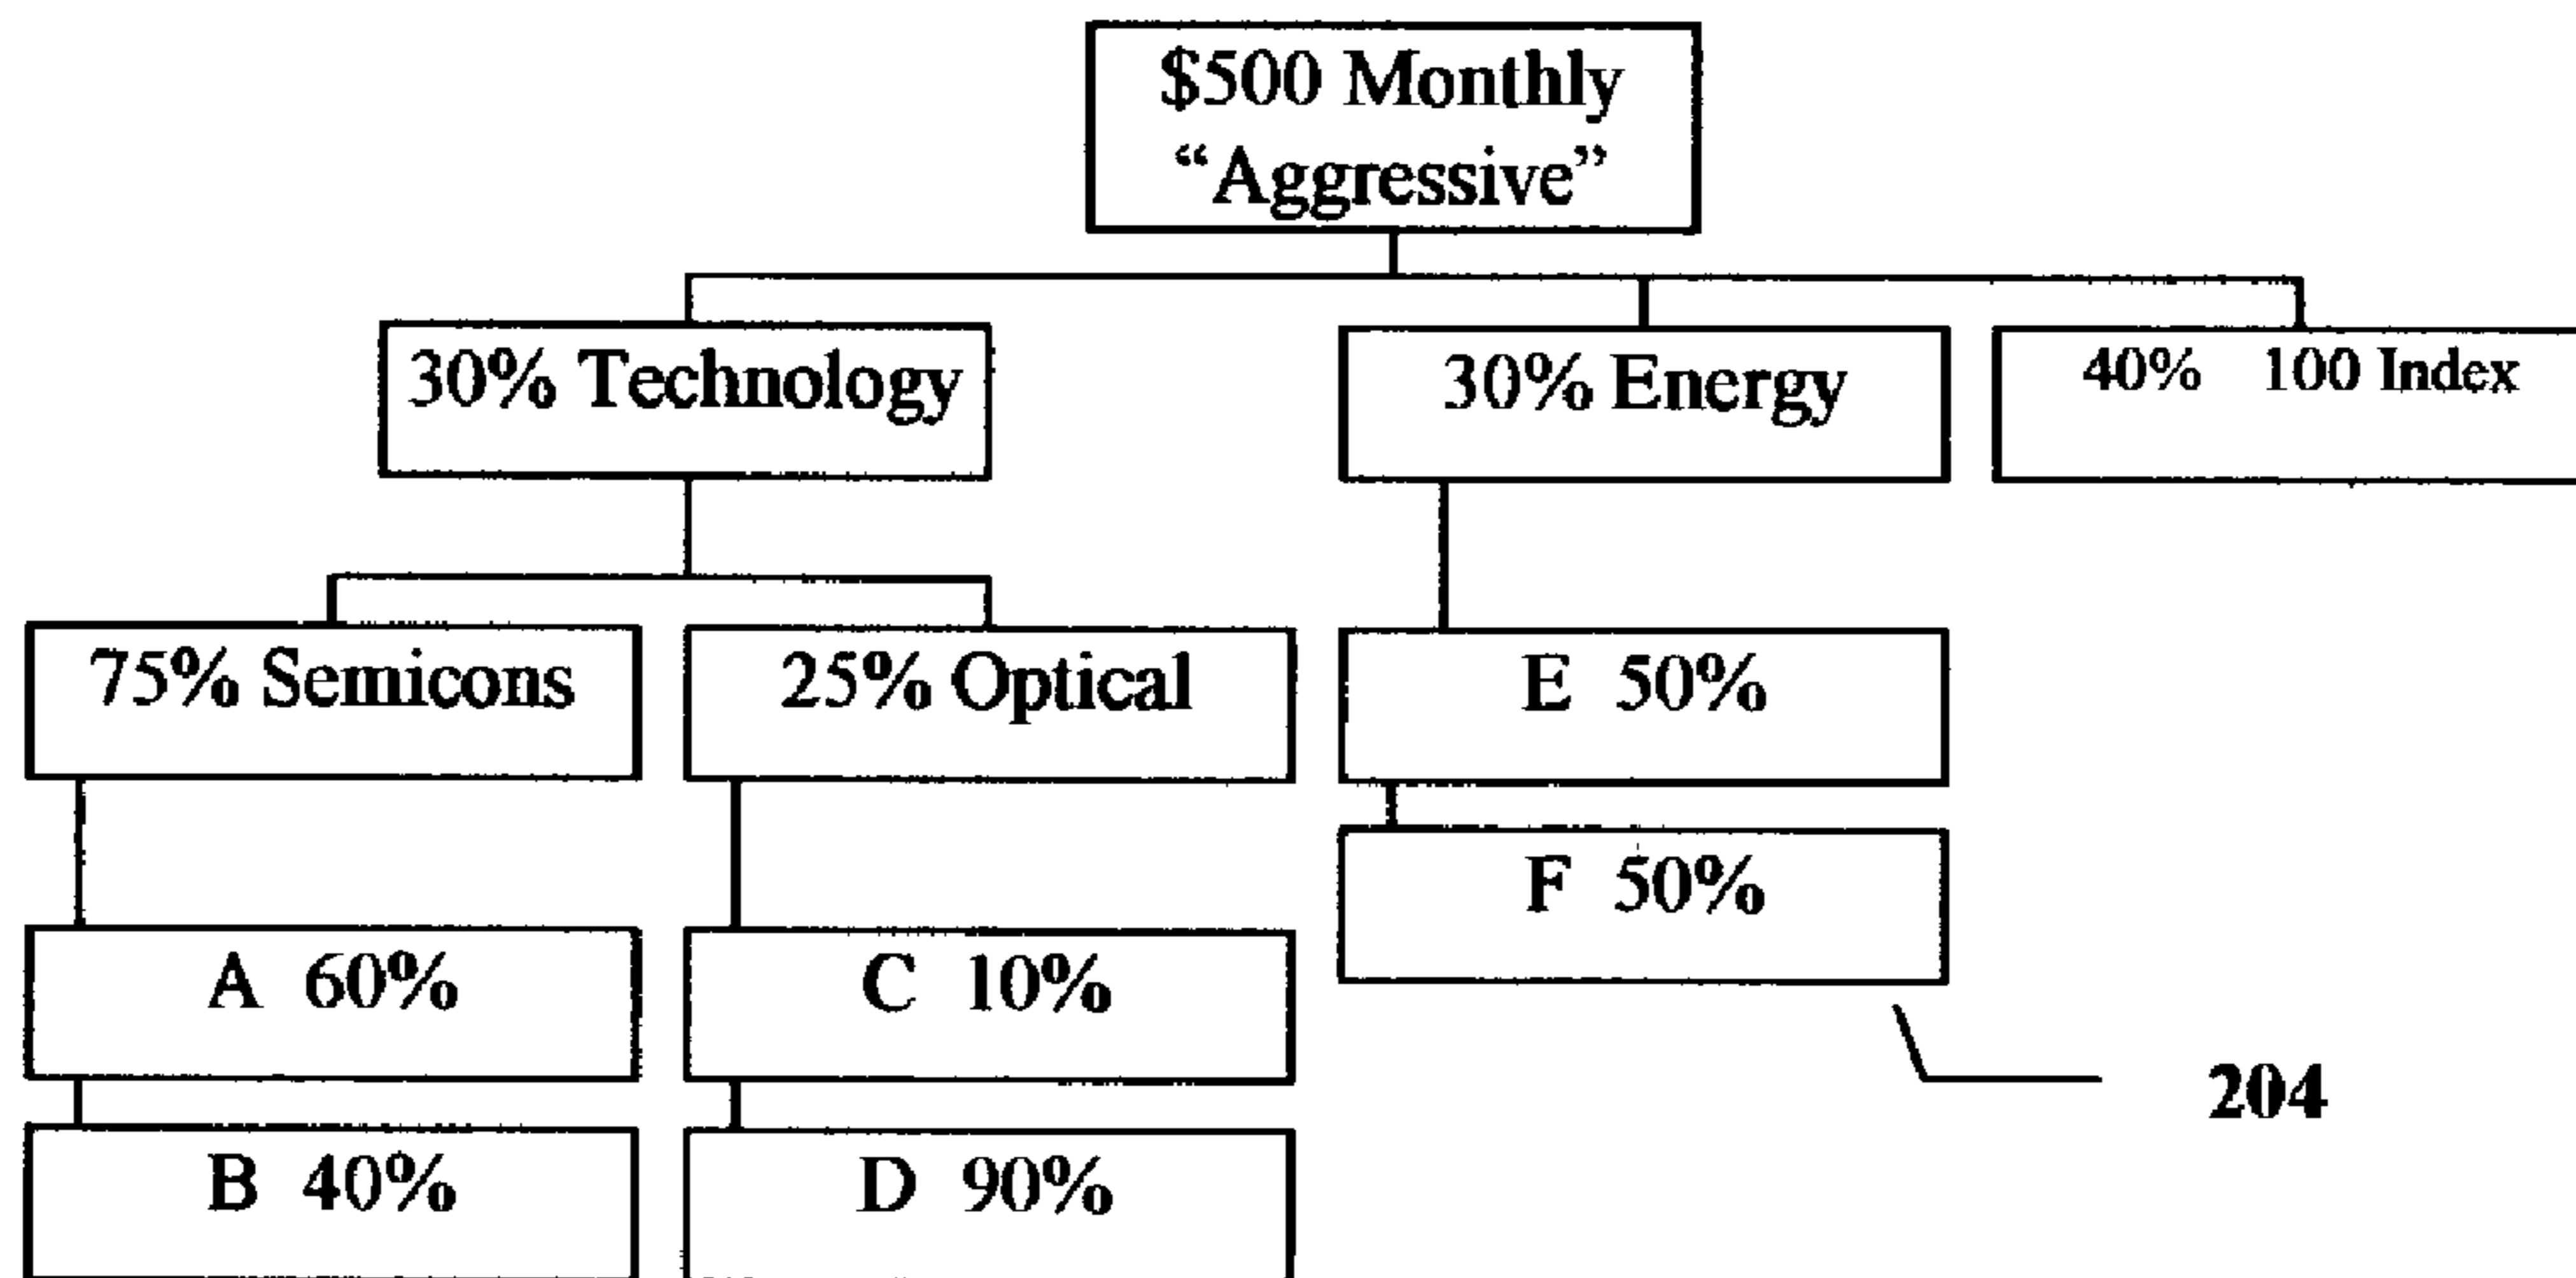 $500 Monthly
“Aggressive”
30% Technology
30% Energy
40% 100 Index
75% Semicons
25% Optical
E 50%
F 50%
A 60%
C 10%
204
B 40%
D 90%